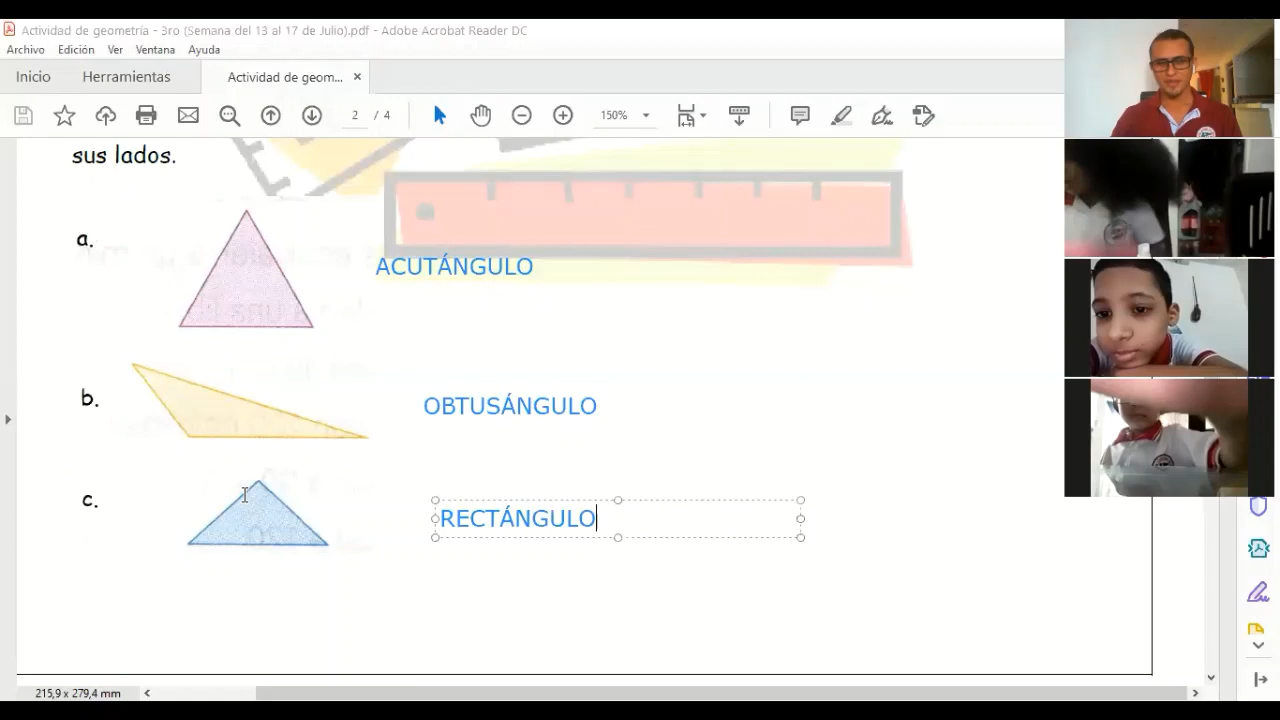 Actividad de geometría - 3ro (Semana del 13 al 17 de Julio).pdf - Adobe Acrobat Reader DC
Archivo Edición Ver Ventana Ayuda
Inicio Herramientas Actividad de geom... ×
2 / 4 150%
sus lados.
a. ACUTÁNGULO
b. OBTUSÁNGULO
c. RECTÁNGULO
215,9 x 279,4 mm